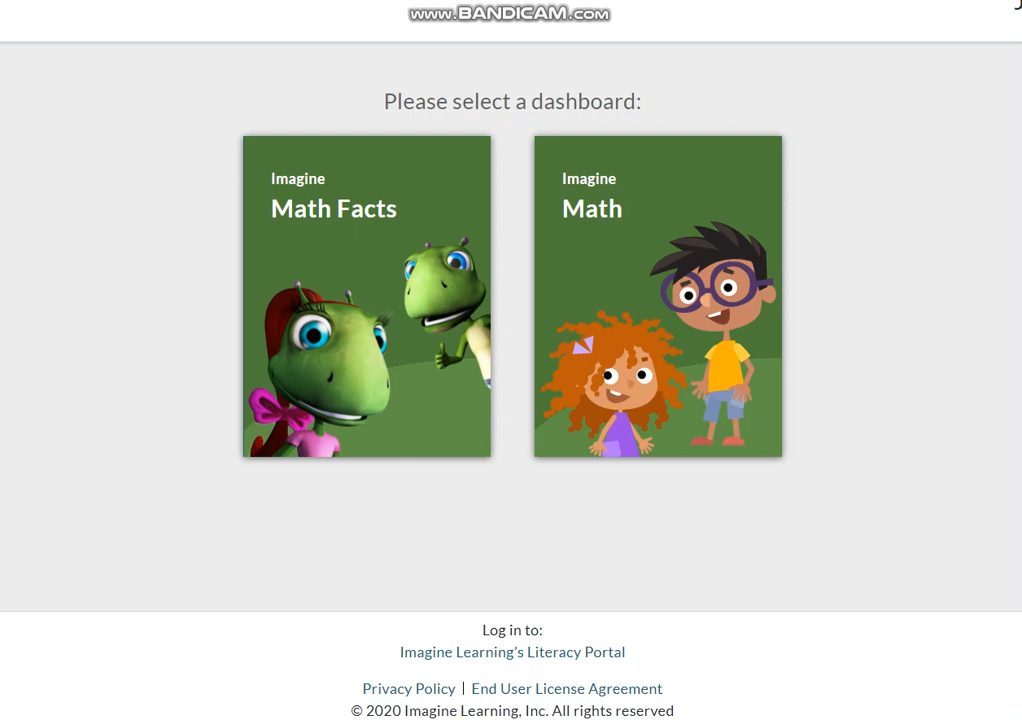 www.BANDICAM.com
Please select a dashboard:
Imagine
Math Facts
Imagine
Math
Log in to:
Imagine Learning’s Literacy Portal
Privacy Policy | End User License Agreement
© 2020 Imagine Learning, Inc. All rights reserved